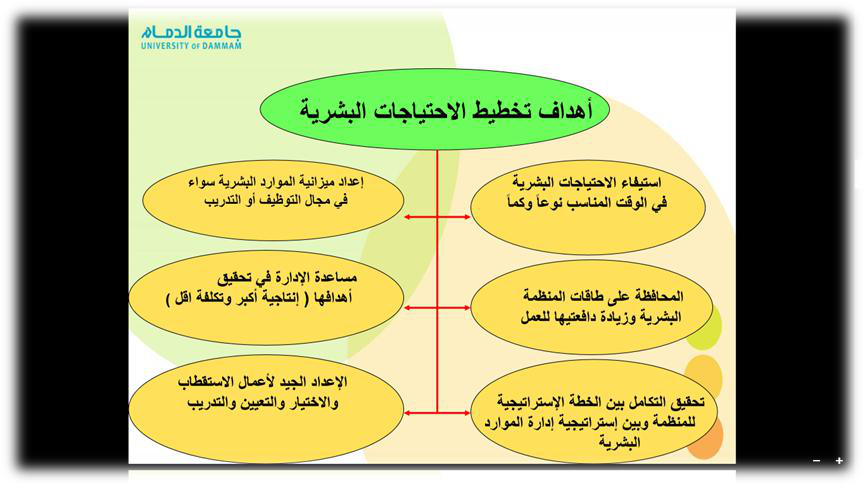 جامعة الدمام
UNIVERSITY OF DAMMAM
أهداف تخطيط الاحتياجات البشرية
استيفاء الاحتياجات البشرية
في الوقت المناسب نوعاً وكماً
إعداد ميزانية الموارد البشرية سواء
في مجال التوظيف أو التدريب
المحافظة على طاقات المنظمة
البشرية وزيادة دافعتيها للعمل
مساعدة الإدارة في تحقيق
أهدافها ( إنتاجية أكبر وتكلفة اقل )
تحقيق التكامل بين الخطة الإستراتيجية
للمنظمة وبين إستراتيجية إدارة الموارد
البشرية
الإعداد الجيد لأعمال الاستقطاب
والاختيار والتعيين والتدريب